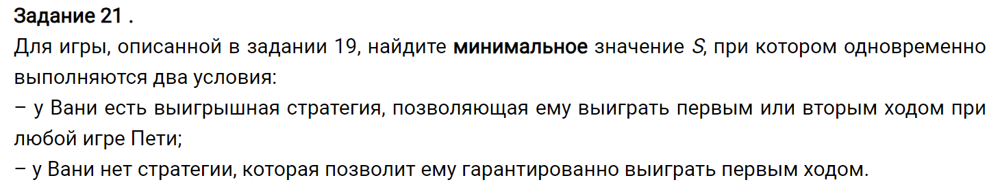 Задание 21 .
Для игры, описанной в задании 19, найдите минимальное значение S, при котором одновременно
выполняются два условия:
− у Вани есть выигрышная стратегия, позволяющая ему выиграть первым или вторым ходом при
любой игре Пети;
− у Вани нет стратегии, которая позволит ему гарантированно выиграть первым ходом.